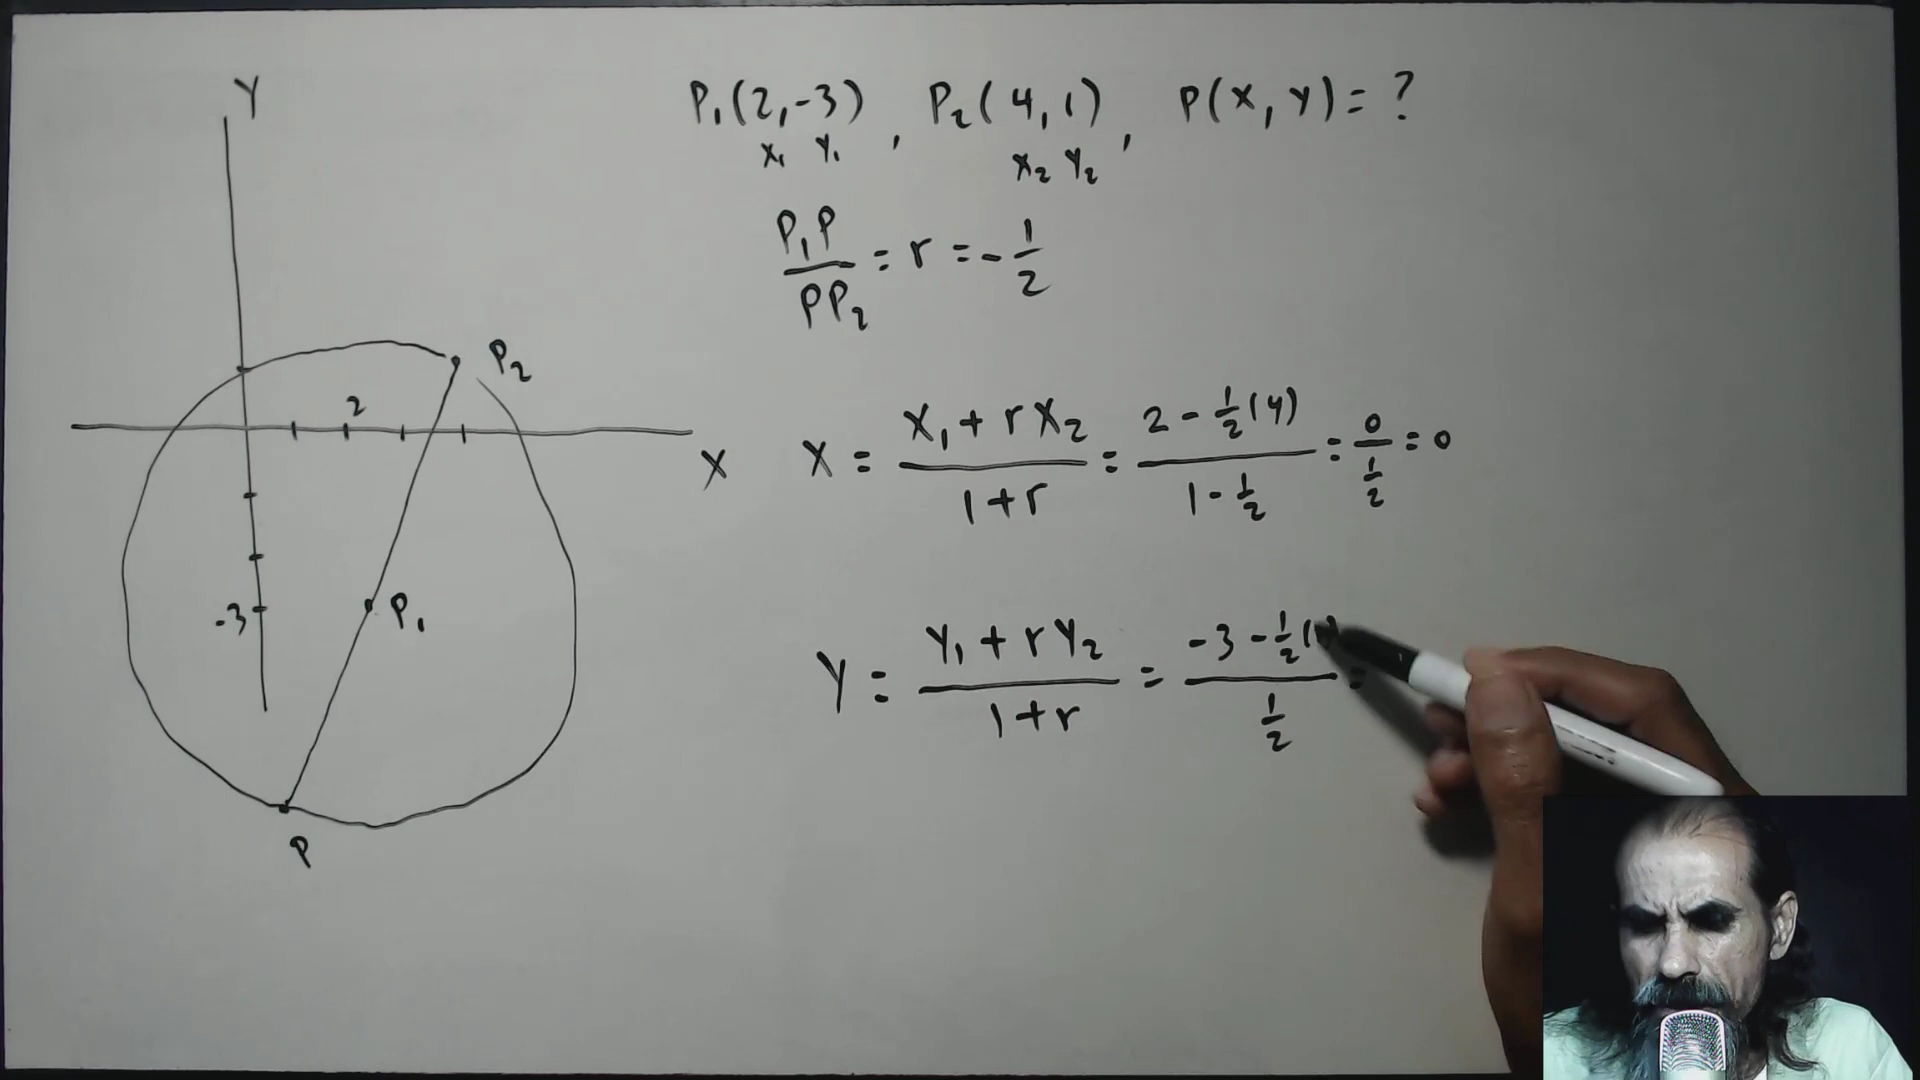 Y
P₁(2,-3), P₂(4,1), P(X,Y)=?
X₁ Y₁
X₂ Y₂
P₁P/PP₂ = r = -1/2
P₂
2
X
X = (X₁ + rX₂)/(1+r) = (2 - 1/2(4))/(1 - 1/2) = 0/(1/2) = 0
-3
P₁
Y = (Y₁ + rY₂)/(1+r) = (-3 - 1/2(1))/(1/2) =
P